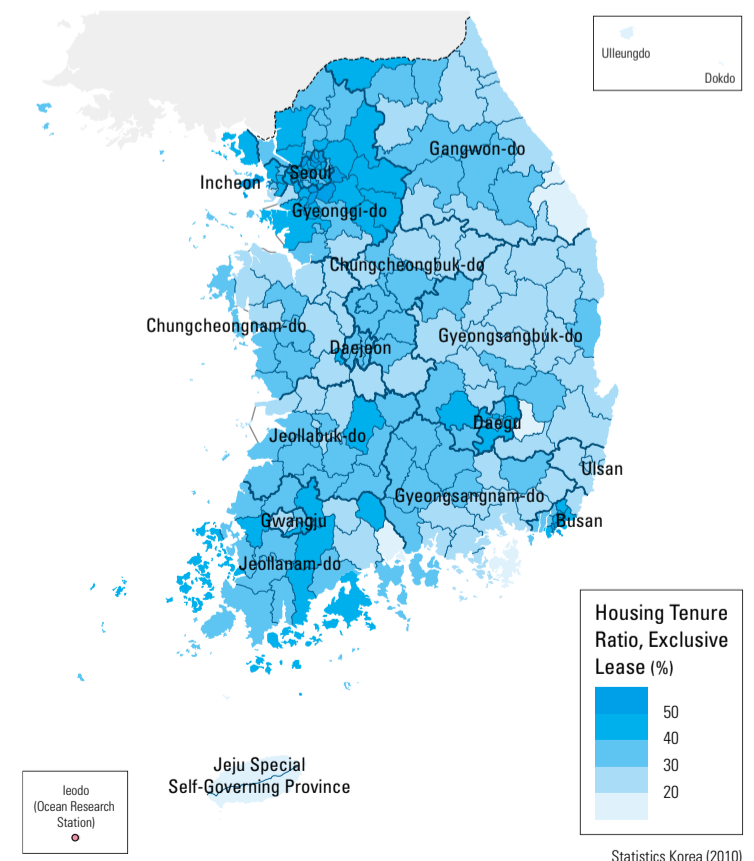 Ulleungdo
Dokdo
Gangwon-do
Seoul
Incheon
Gyeonggi-do
Chungcheongbuk-do
Chungcheongnam-do
Gyeongsangbuk-do
Daejeon
Daegu
Jeollabuk-do
Ulsan
Gyeongsangnam-do
Gwangju
Busan
Jeollanam-do
Housing Tenure
Ratio, Exclusive
Lease (%)
50
40
30
20
Jeju Special
Self-Governing Province
Ieodo
(Ocean Research
Station)
Statistics Korea (2010)